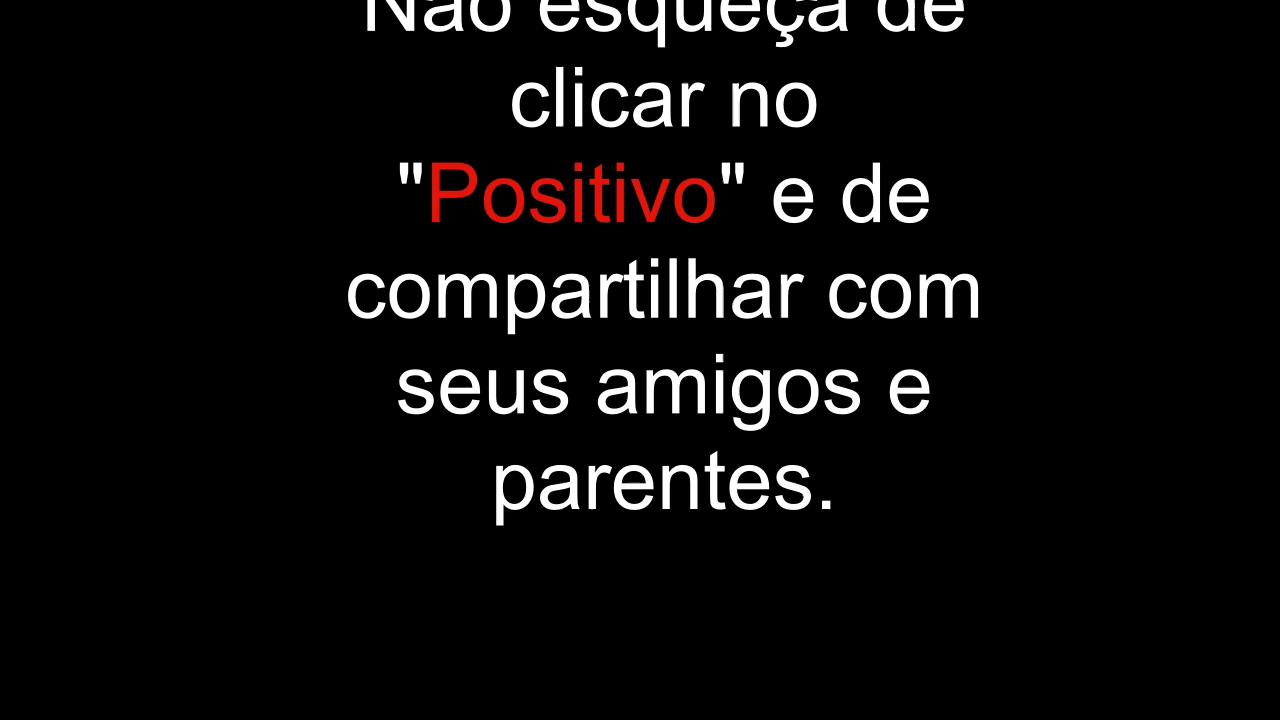 Não esqueça de
clicar no
"Positivo" e de
compartilhar com
seus amigos e
parentes.